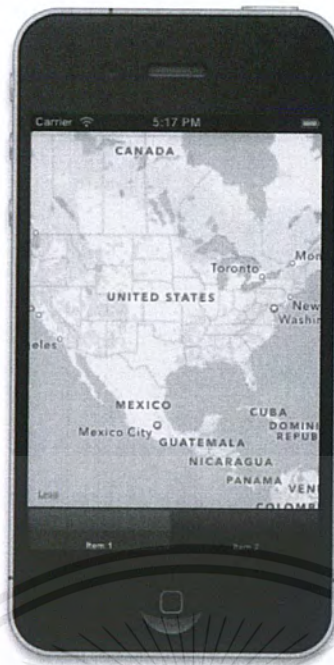 Carrier 5:17 PM
CANADA
Toronto Mon
UNITED STATES New
Washin
eles
MEXICO
CUBA
Mexico City DOMINI
GUATEMALA REPUB
NICARAGUA
PANAMA VEN
Legal
COLOMB
Item 1 Item 2